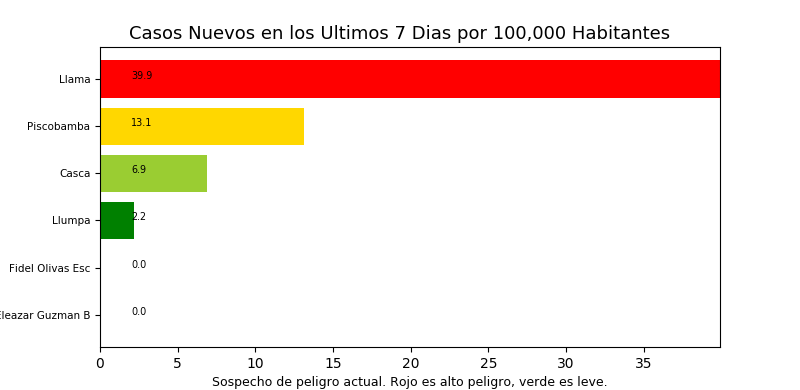 Casos Nuevos en los Ultimos 7 Dias por 100,000 Habitantes
Llama 39.9
Piscobamba 13.1
Casca 6.9
Llumpa 2.2
Fidel Olivas Esc 0.0
Eleazar Guzman B 0.0
0 5 10 15 20 25 30 35
Sospecho de peligro actual. Rojo es alto peligro, verde es leve.